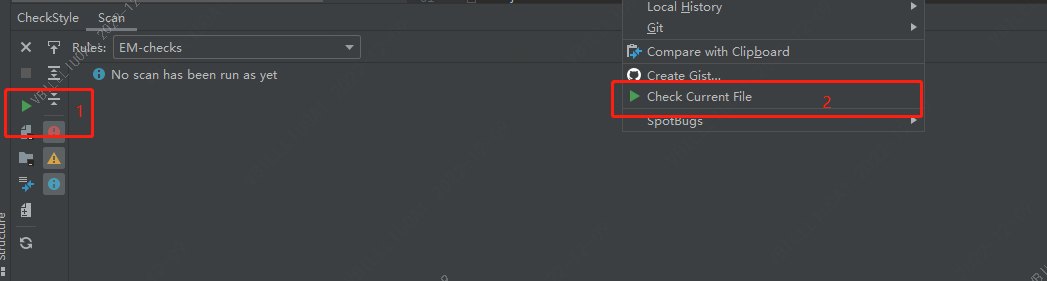 CheckStyle Scan
Rules: EM-checks
No scan has been run as yet
1
Structure
Local History
Git
Compare with Clipboard
Create Gist...
Check Current File
2
SpotBugs